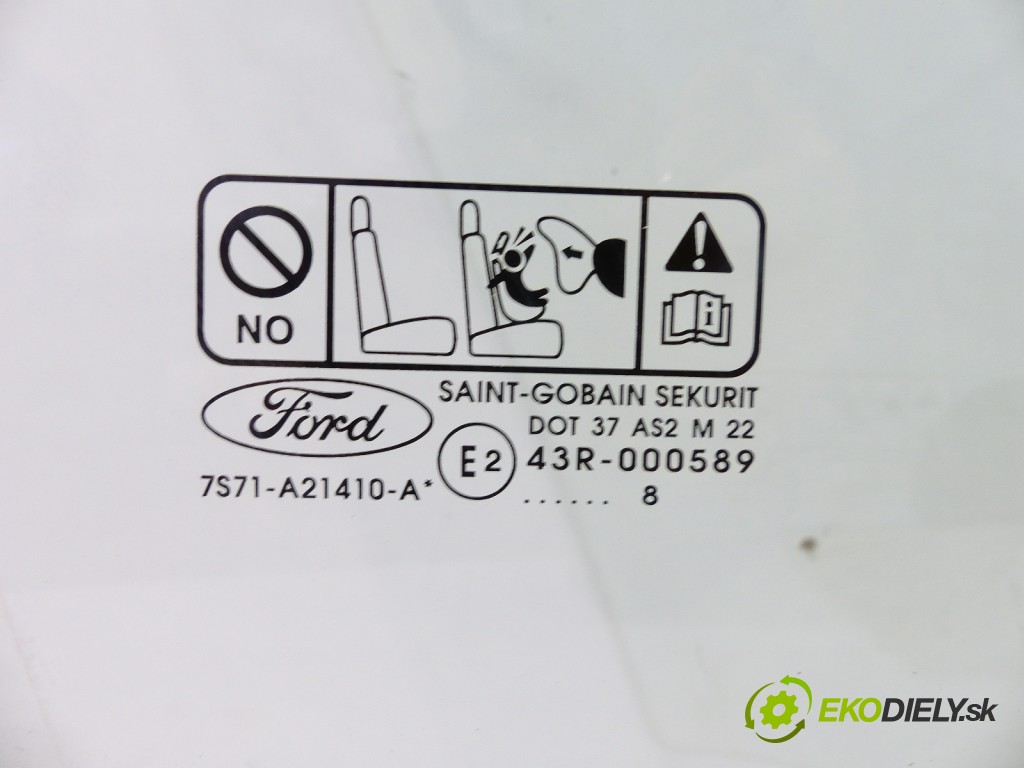 NO
i
Ford
SAINT-GOBAIN SEKURIT
DOT 37 AS2 M 22
E2 43R-000589
7S71-A21410-A*
...... 8
EKODIELY.sk